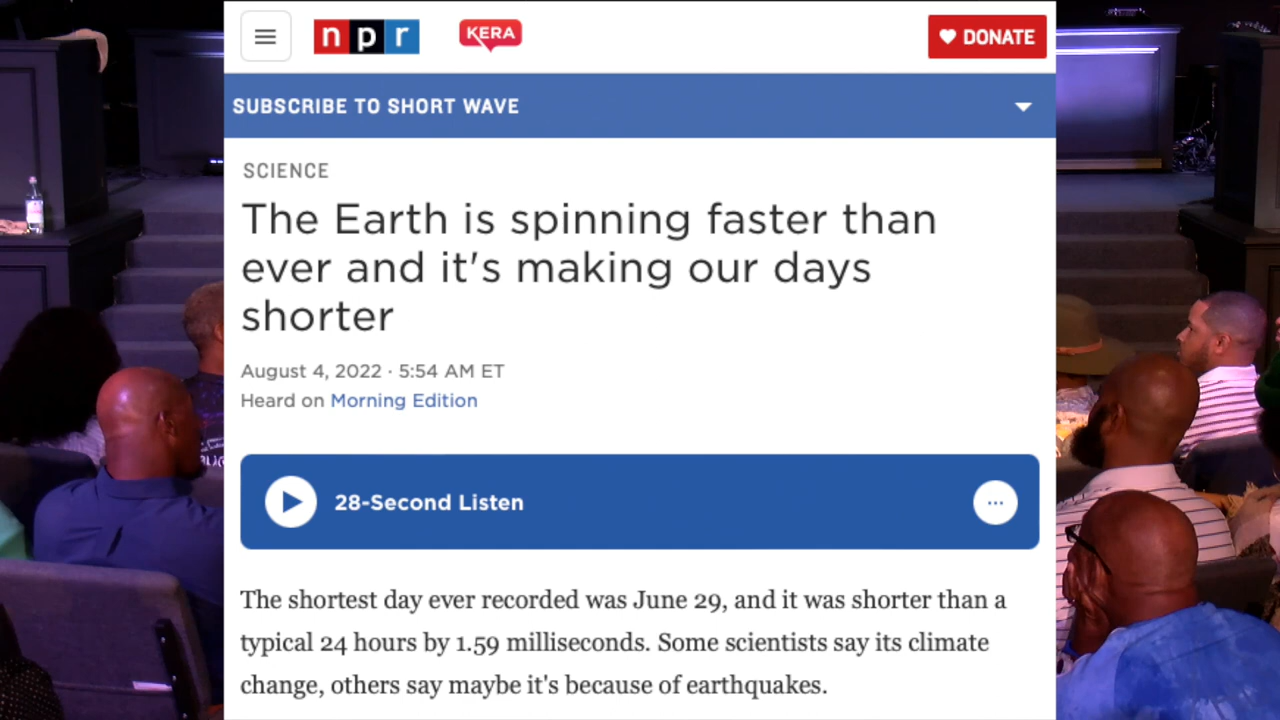 npr
KERA
DONATE
SUBSCRIBE TO SHORT WAVE
SCIENCE
The Earth is spinning faster than
ever and it's making our days
shorter
August 4, 2022 · 5:54 AM ET
Heard on Morning Edition
28-Second Listen
The shortest day ever recorded was June 29, and it was shorter than a
typical 24 hours by 1.59 milliseconds. Some scientists say its climate
change, others say maybe it's because of earthquakes.